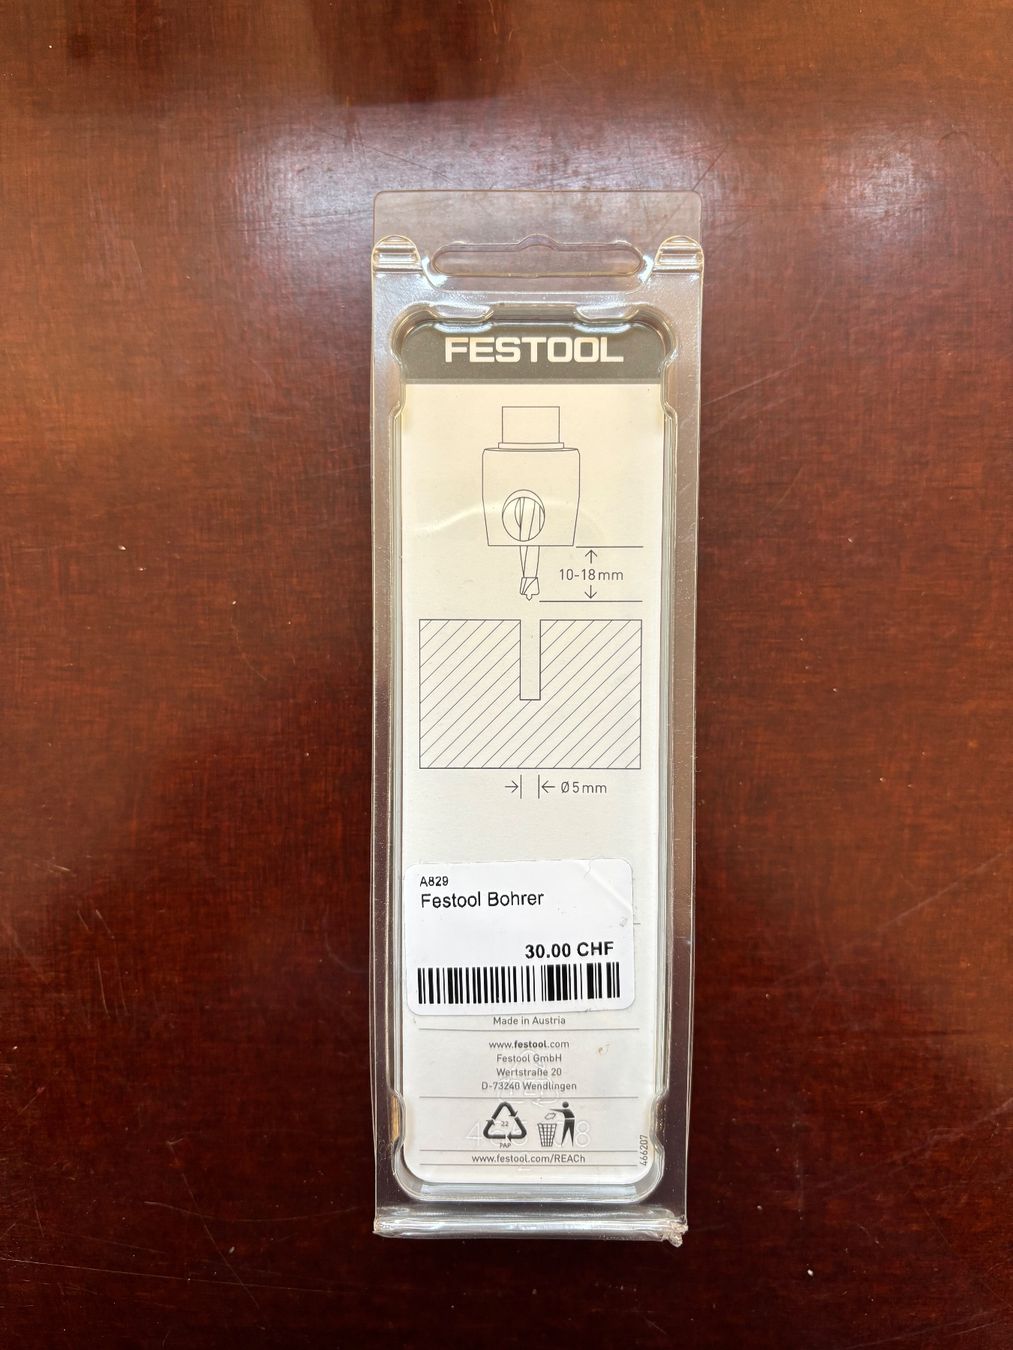 FESTOOL
10-18mm
Ø5mm
A829
Festool Bohrer
30.00 CHF
Made in Austria
www.festool.com
Festool GmbH
Wertstraße 20
D-73240 Wendlingen
22
PAP
www.festool.com/REACh
466207